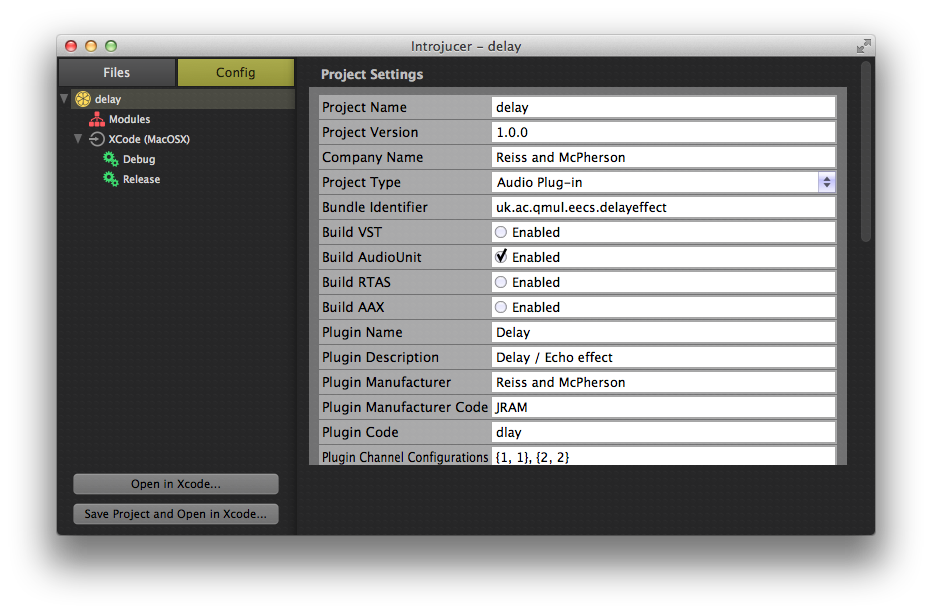 Introjucer – delay
Files
Config
delay
Modules
XCode (MacOSX)
Debug
Release
Open in Xcode...
Save Project and Open in Xcode...
Project Settings
Project Name delay
Project Version 1.0.0
Company Name Reiss and McPherson
Project Type Audio Plug-in
Bundle Identifier uk.ac.qmul.eecs.delayeffect
Build VST Enabled
Build AudioUnit Enabled
Build RTAS Enabled
Build AAX Enabled
Plugin Name Delay
Plugin Description Delay / Echo effect
Plugin Manufacturer Reiss and McPherson
Plugin Manufacturer Code JRAM
Plugin Code dlay
Plugin Channel Configurations {1, 1}, {2, 2}